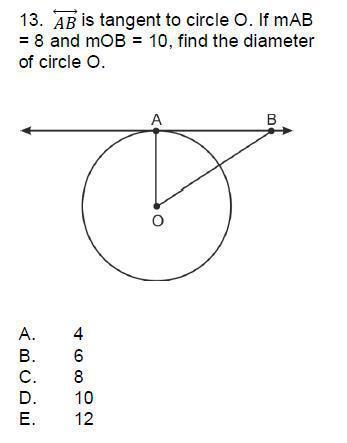 13. AB is tangent to circle O. If mAB
= 8 and mOB = 10, find the diameter
of circle O.
A B
O
A. 4
B. 6
C. 8
D. 10
E. 12